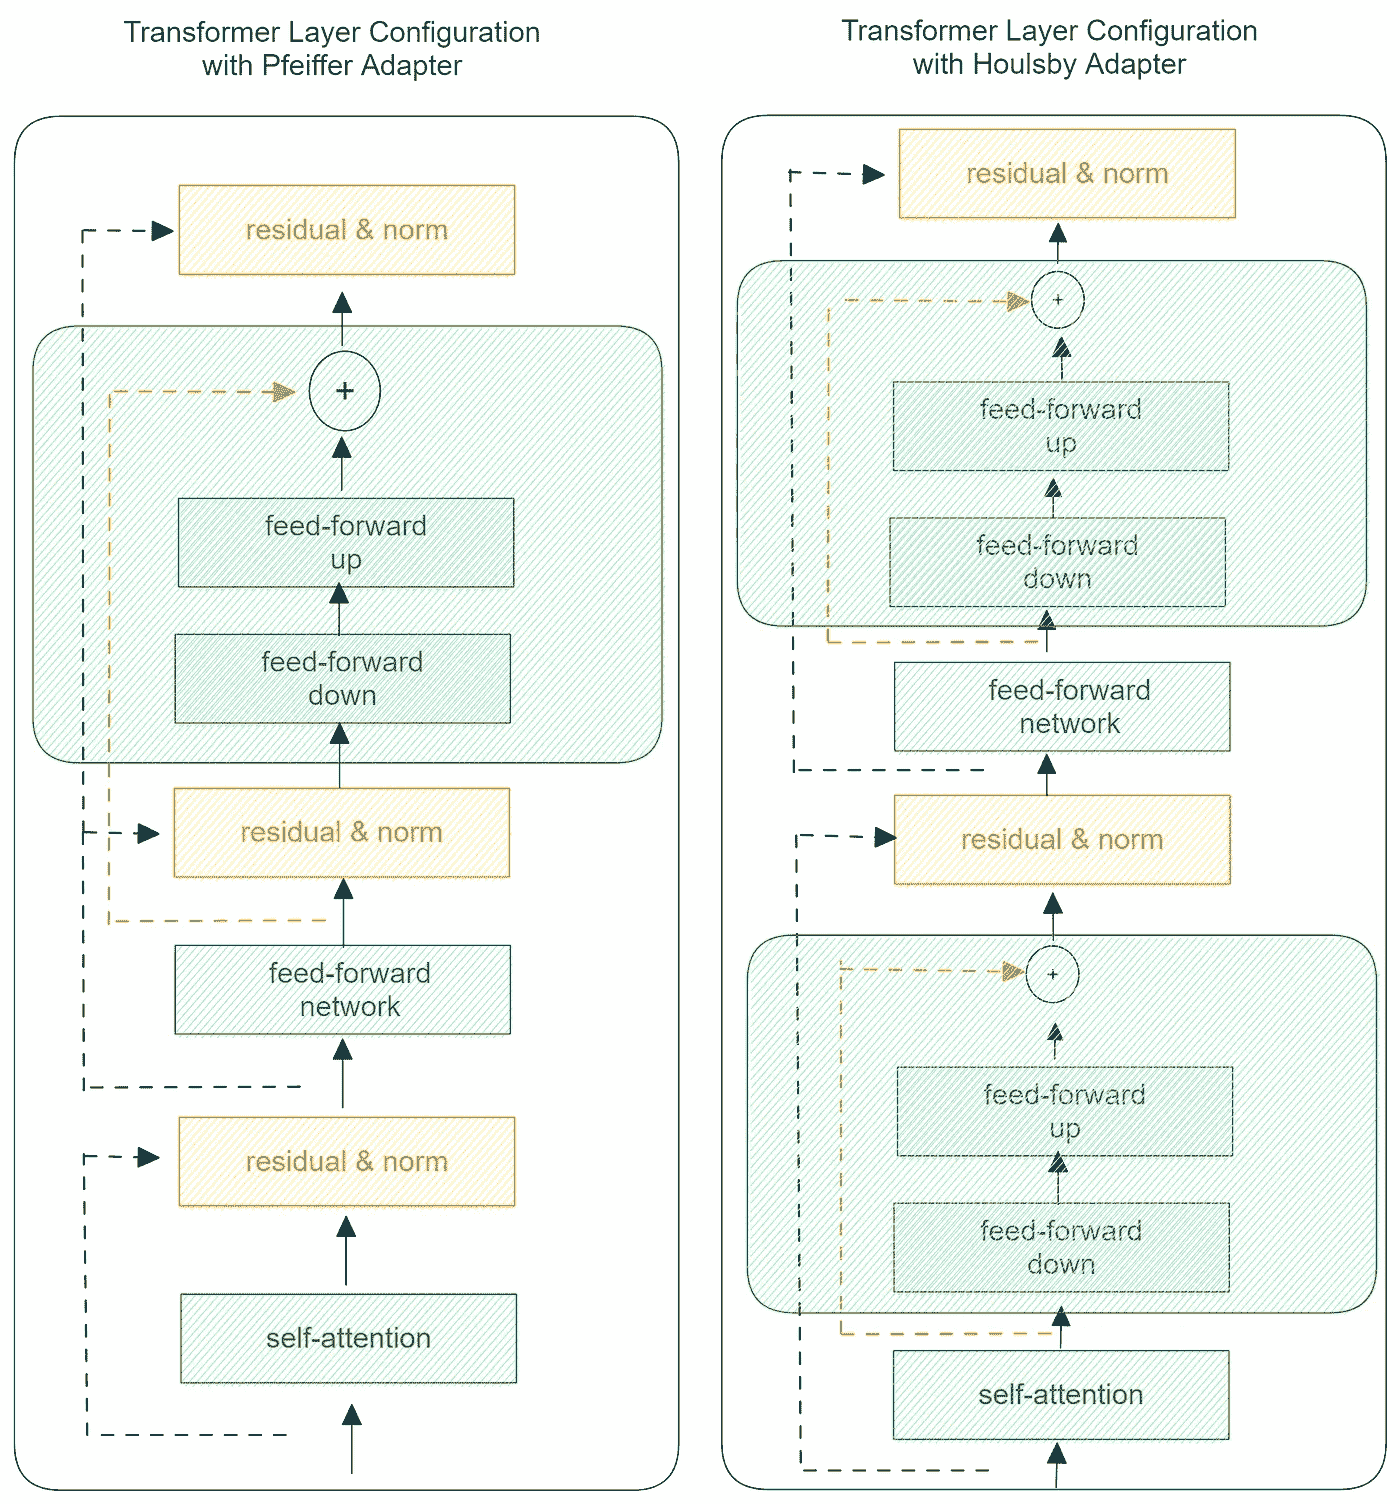 Transformer Layer Configuration
with Pfeiffer Adapter
residual & norm
+
feed-forward
up
feed-forward
down
residual & norm
feed-forward
network
residual & norm
self-attention
Transformer Layer Configuration
with Houlsby Adapter
residual & norm
+
feed-forward
up
feed-forward
down
feed-forward
network
residual & norm
+
feed-forward
up
feed-forward
down
self-attention